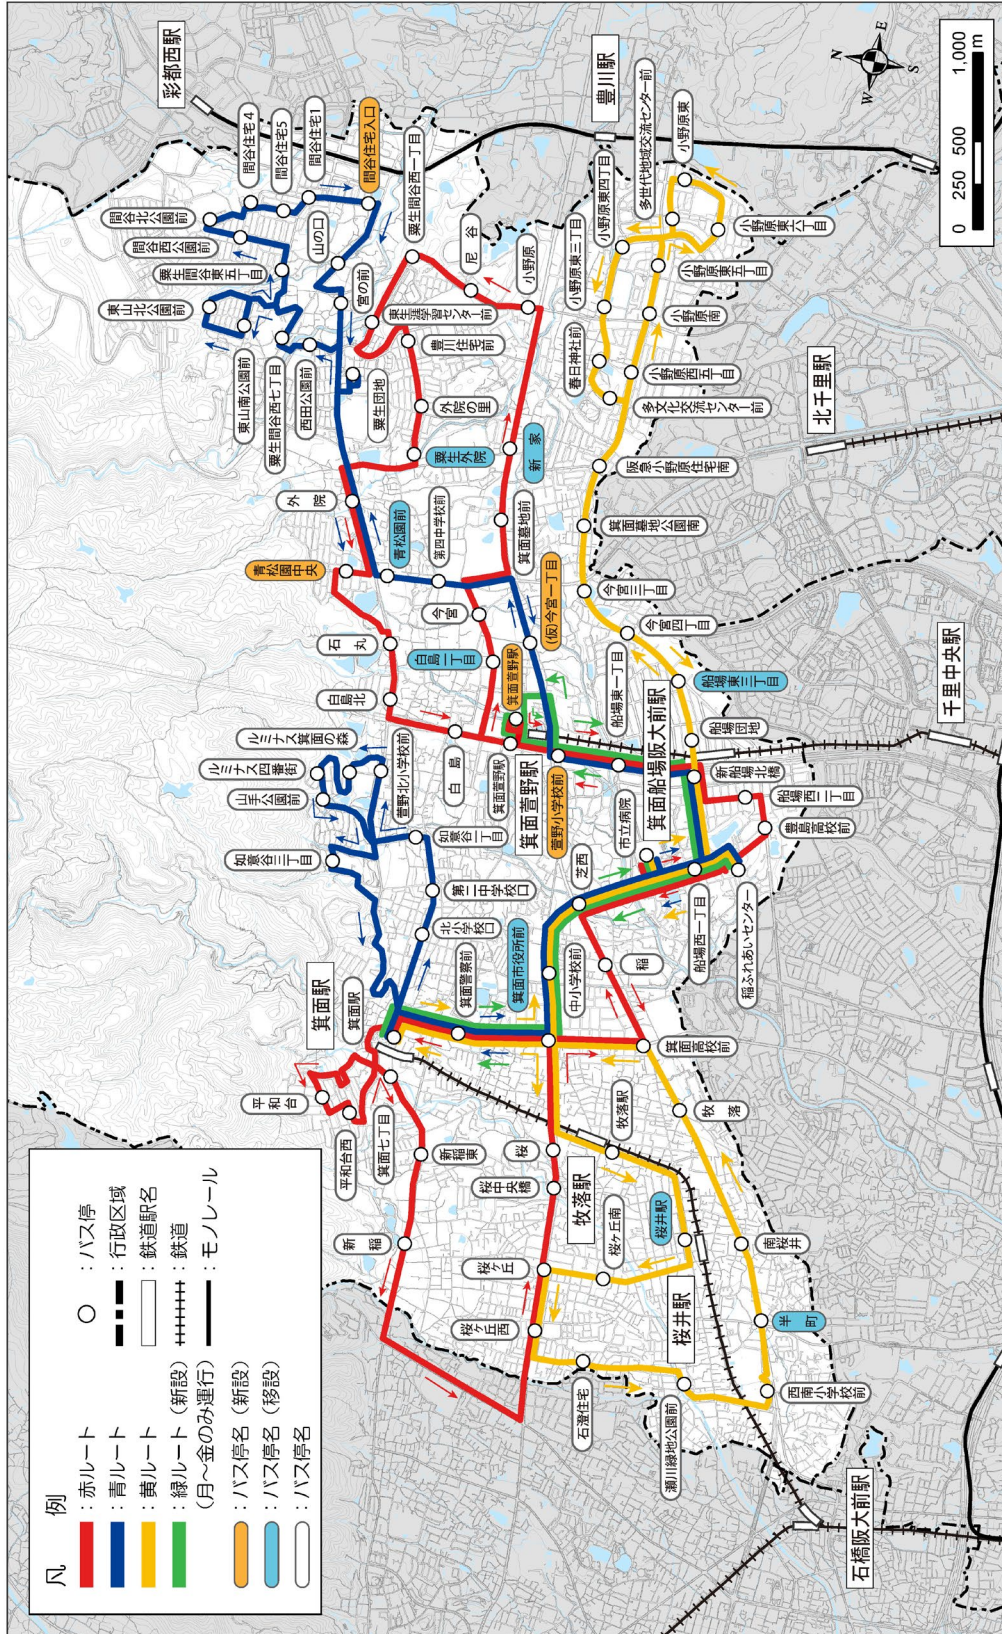 凡　例
：赤ルート
：青ルート
：黄ルート
：緑ルート（新設）
（月～金のみ運行）
：バス停名（新設）
：バス停名（移設）
：バス停名
：バス停
：行政区域
：鉄道駅名
：鉄道
：モノレール
0 250 500 1,000
m
N
E
S
W
彩都西駅
豊川駅
北千里駅
千里中央駅
箕面萱野駅
箕面船場阪大前駅
箕面駅
牧落駅
桜井駅
石橋阪大前駅
間谷住宅4
間谷住宅5
間谷住宅1
間谷住宅入口
粟生間谷西一丁目
間谷北公園前
間谷西公園前
粟生間谷東五丁目
東山北公園前
東山南公園前
粟生間谷西七丁目
西田公園前
山の口
宮の前
粟生団地
東生涯学習センター前
豊川住宅前
外院の里
粟生外院
尼谷
小野原
新家
箕面墓地前
外院
青松園中央
青松園前
第四中学校前
石丸
白島北
今宮
白島一丁目
(仮)今宮一丁目
白島
箕面萱野駅
箕面萱野駅
萱野小学校前
船場東一丁目
市立病院
芝西
船場西一丁目
稲ふれあいセンター
豊島高校前
船場西二丁目
新船場北橋
船場団地
船場東三丁目
今宮四丁目
今宮三丁目
箕面墓地公園南
阪急小野原住宅南
多文化交流センター前
小野原西五丁目
春日神社前
小野原南
小野原東五丁目
小野原東六丁目
小野原東三丁目
小野原東四丁目
多世代地域交流センター前
小野原東
ルミナス箕面の森
ルミナス四番街
山手公園前
萱野北小学校前
如意谷一丁目
如意谷三丁目
第二中学校口
北小学校口
箕面駅
箕面警察前
箕面市役所前
中小学校前
稲
箕面高校前
平和台
平和台西
箕面七丁目
新稲東
新稲
牧落駅
牧落
桜
桜中央橋
桜ヶ丘
桜ヶ丘西
桜ヶ丘南
桜井駅
南桜井
半町
西南小学校前
瀬川緑地公園前
石澄住宅